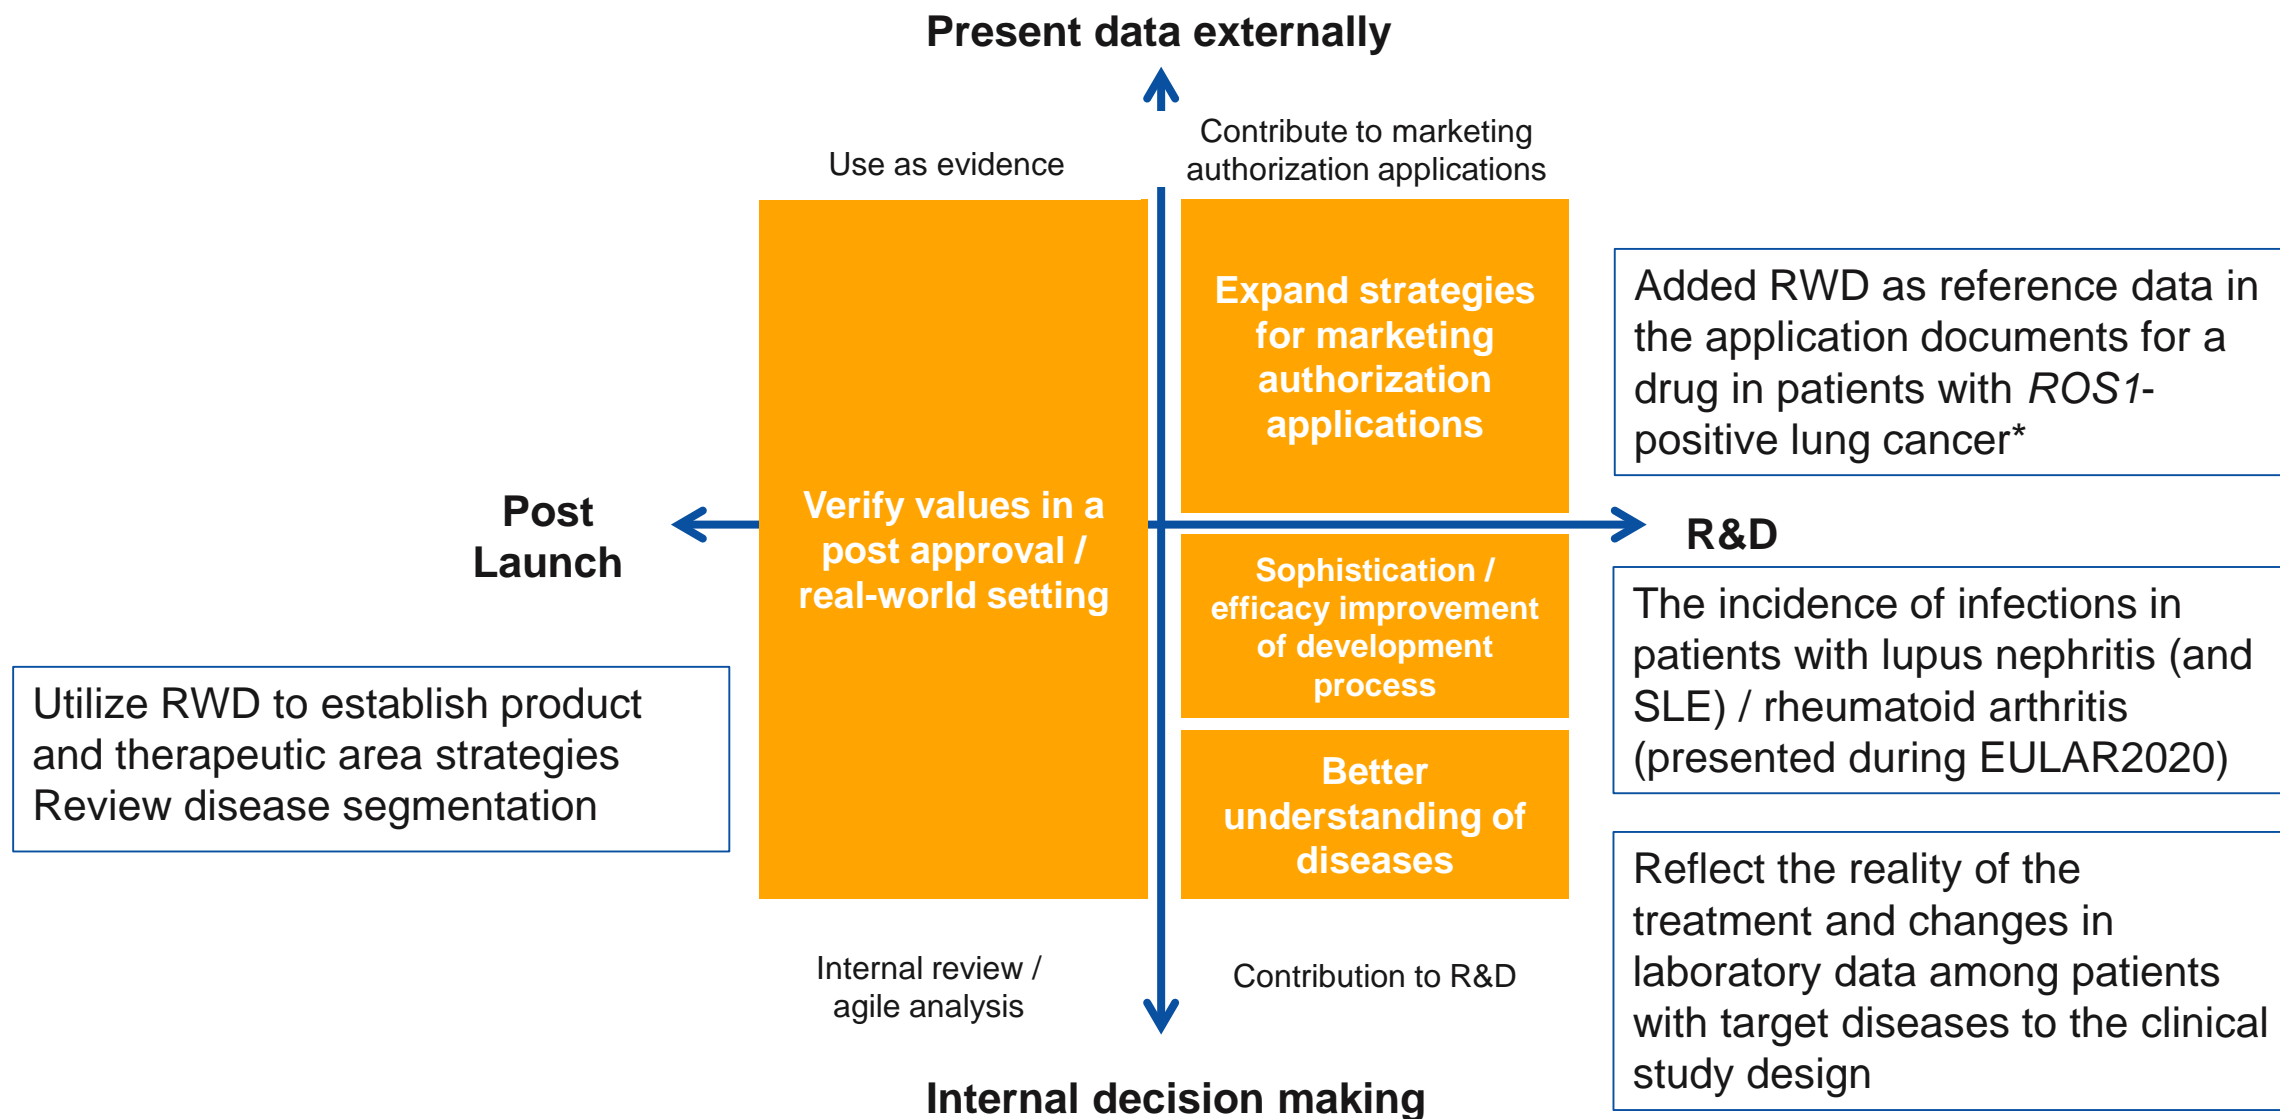 Present data externally
Use as evidence
Contribute to marketing
authorization applications
Expand strategies
for marketing
authorization
applications
Added RWD as reference data in
the application documents for a
drug in patients with ROS1-
positive lung cancer*
Post
Launch
Verify values in a
post approval /
real-world setting
R&D
Sophistication /
efficacy improvement
of development
process
The incidence of infections in
patients with lupus nephritis (and
SLE) / rheumatoid arthritis
(presented during EULAR2020)
Utilize RWD to establish product
and therapeutic area strategies
Review disease segmentation
Better
understanding of
diseases
Reflect the reality of the
treatment and changes in
laboratory data among patients
with target diseases to the clinical
study design
Internal review /
agile analysis
Contribution to R&D
Internal decision making